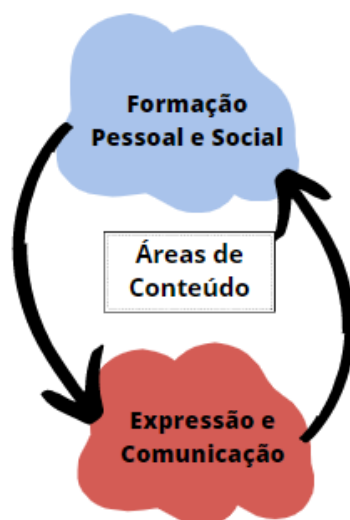 Formação
Pessoal e Social
Áreas de
Conteúdo
Expressão e
Comunicação